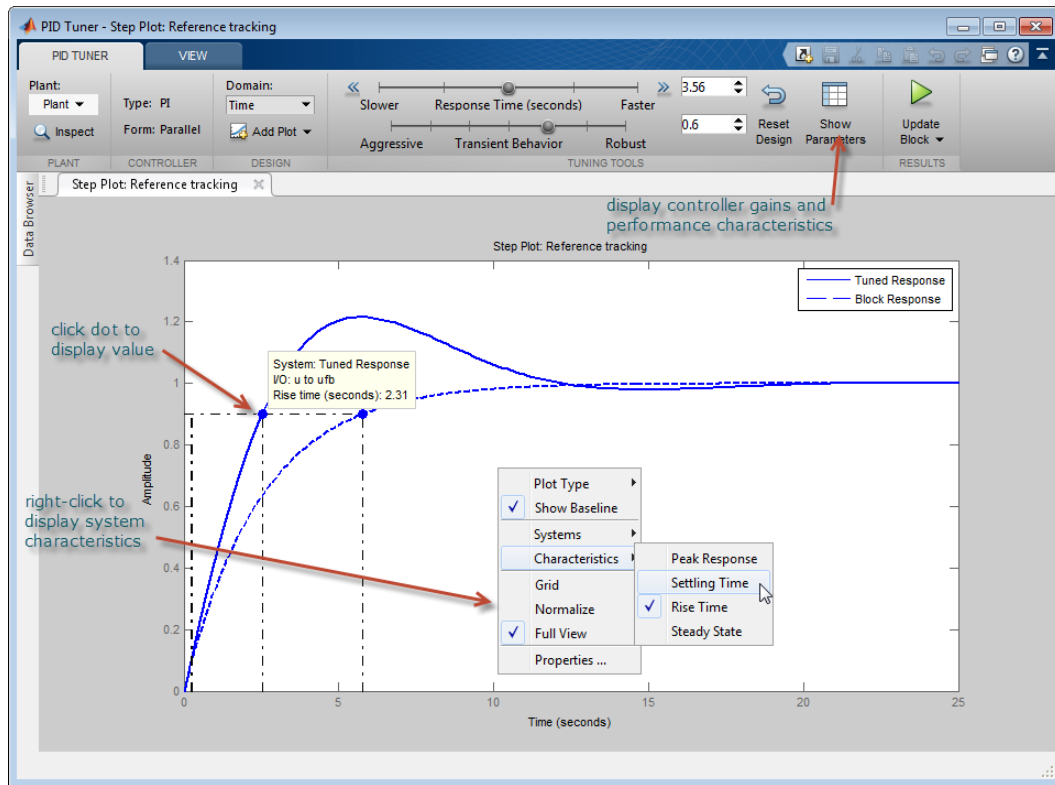 PID Tuner - Step Plot: Reference tracking
PID TUNER
VIEW
Plant:
Plant
Inspect
PLANT
Type: PI
Form: Parallel
CONTROLLER
Domain:
Time
Add Plot
DESIGN
Slower Response Time (seconds) Faster
3.56
Aggressive Transient Behavior Robust
0.6
Reset
Design
Show
Parameters
TUNING TOOLS
Update
Block
RESULTS
Data Browser
Step Plot: Reference tracking
display controller gains and
performance characteristics
Step Plot: Reference tracking
Tuned Response
Block Response
click dot to
display value
System: Tuned Response
I/O: u to ufb
Rise time (seconds): 2.31
right-click to
display system
characteristics
Amplitude
1.4
1.2
1
0.8
0.6
0.4
0.2
0
Plot Type
Show Baseline
Systems
Characteristics
Grid
Normalize
Full View
Properties ...
Peak Response
Settling Time
Rise Time
Steady State
0 5 10 15 20 25
Time (seconds)